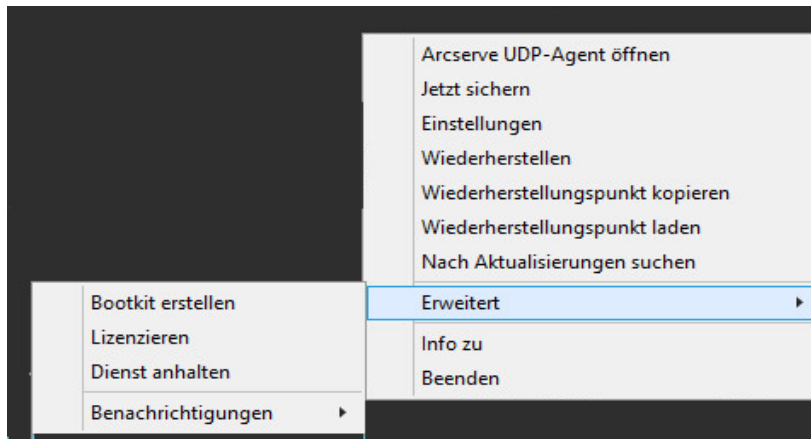 Arcserve UDP-Agent öffnen
Jetzt sichern
Einstellungen
Wiederherstellen
Wiederherstellungspunkt kopieren
Wiederherstellungspunkt laden
Nach Aktualisierungen suchen
Erweitert
Info zu
Beenden
Bootkit erstellen
Lizenzieren
Dienst anhalten
Benachrichtigungen